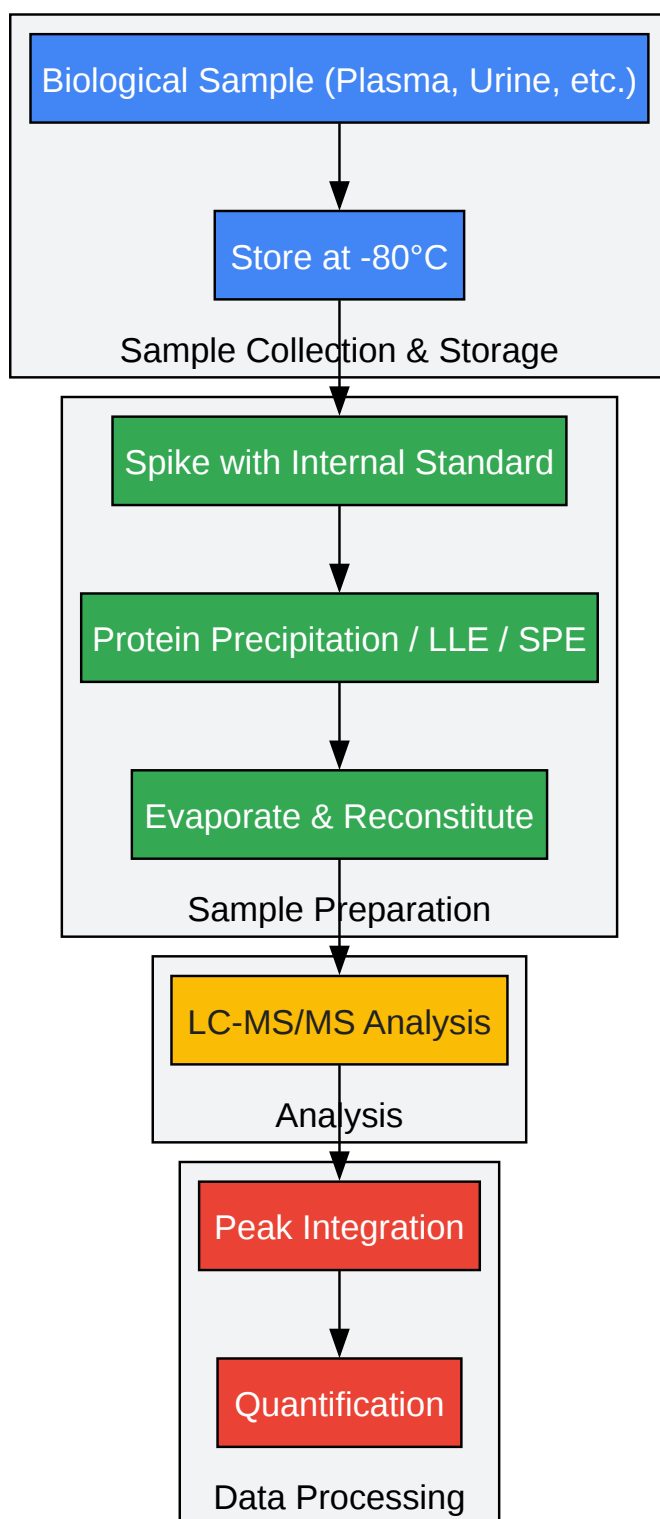 Biological Sample (Plasma, Urine, etc.)
Store at -80°C
Sample Collection & Storage
Spike with Internal Standard
Protein Precipitation / LLE / SPE
Evaporate & Reconstitute
Sample Preparation
LC-MS/MS Analysis
Analysis
Peak Integration
Quantification
Data Processing